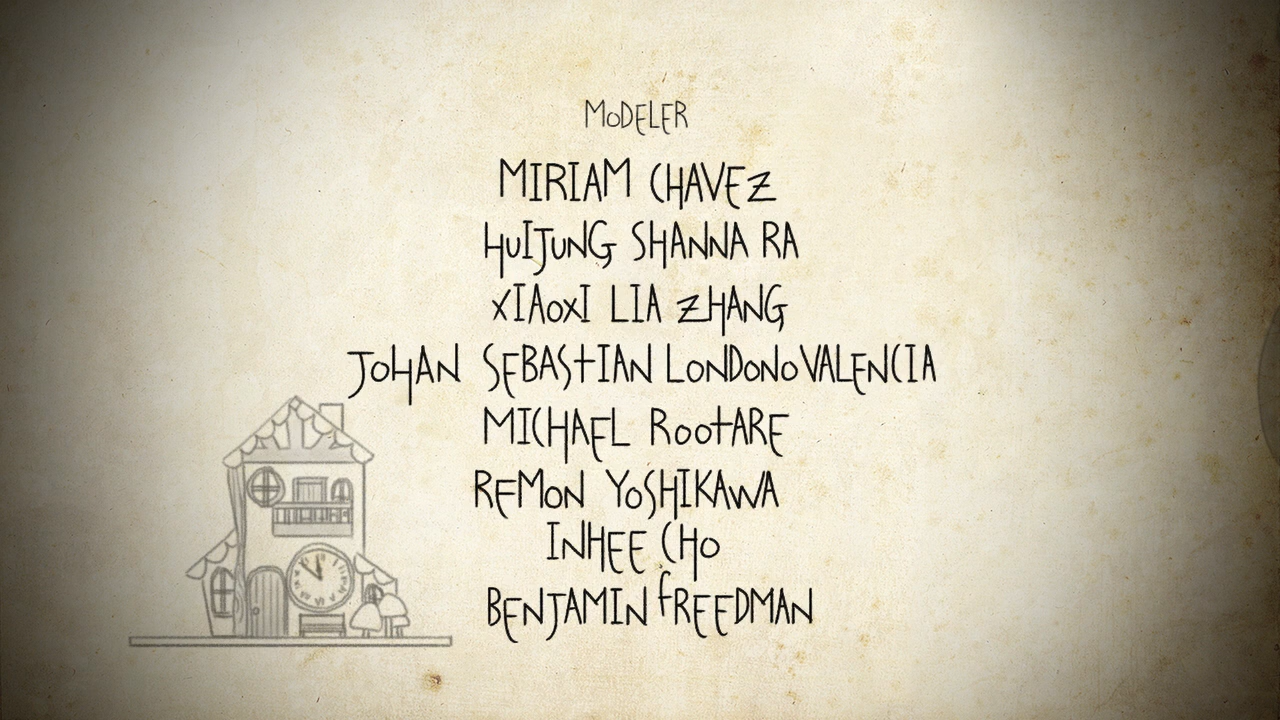 MODELER
MIRIAM CHAVEZ
HUIJUNG SHANNA RA
XIAOXI LIA ZHANG
JOHAN SEBASTIAN LONDONO VALENCIA
MICHAEL ROOTARE
REMON YOSHIKAWA
INHEE CHO
BENJAMIN FREEDMAN